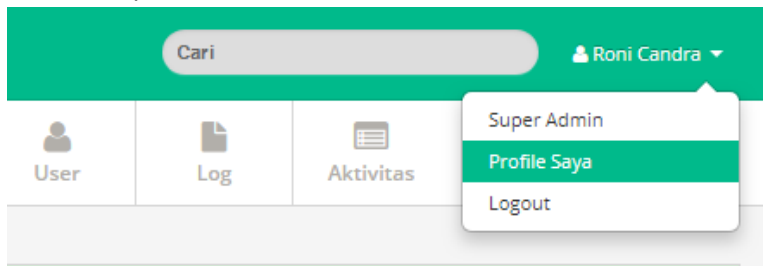 Cari
Roni Candra
Super Admin
Profile Saya
Logout
User
Log
Aktivitas